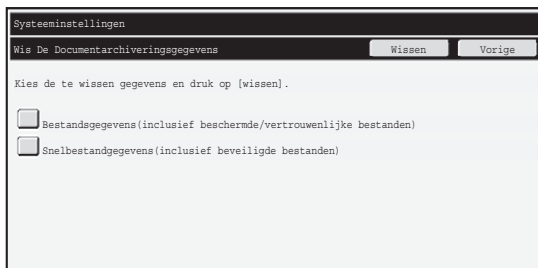 Systeeminstellingen
Wis De Documentarchiveringsgegevens Wissen Vorige
Kies de te wissen gegevens en druk op [wissen].
Bestandsgegevens(inclusief beschermde/vertrouwenlijke bestanden)
Snelbestandgegevens(inclusief beveiligde bestanden)